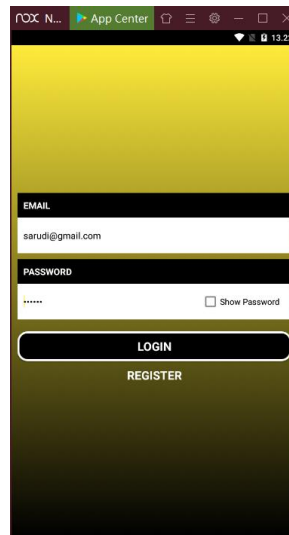 NOX N... App Center
13.2
EMAIL
sarudi@gmail.com
PASSWORD
••••••
Show Password
LOGIN
REGISTER